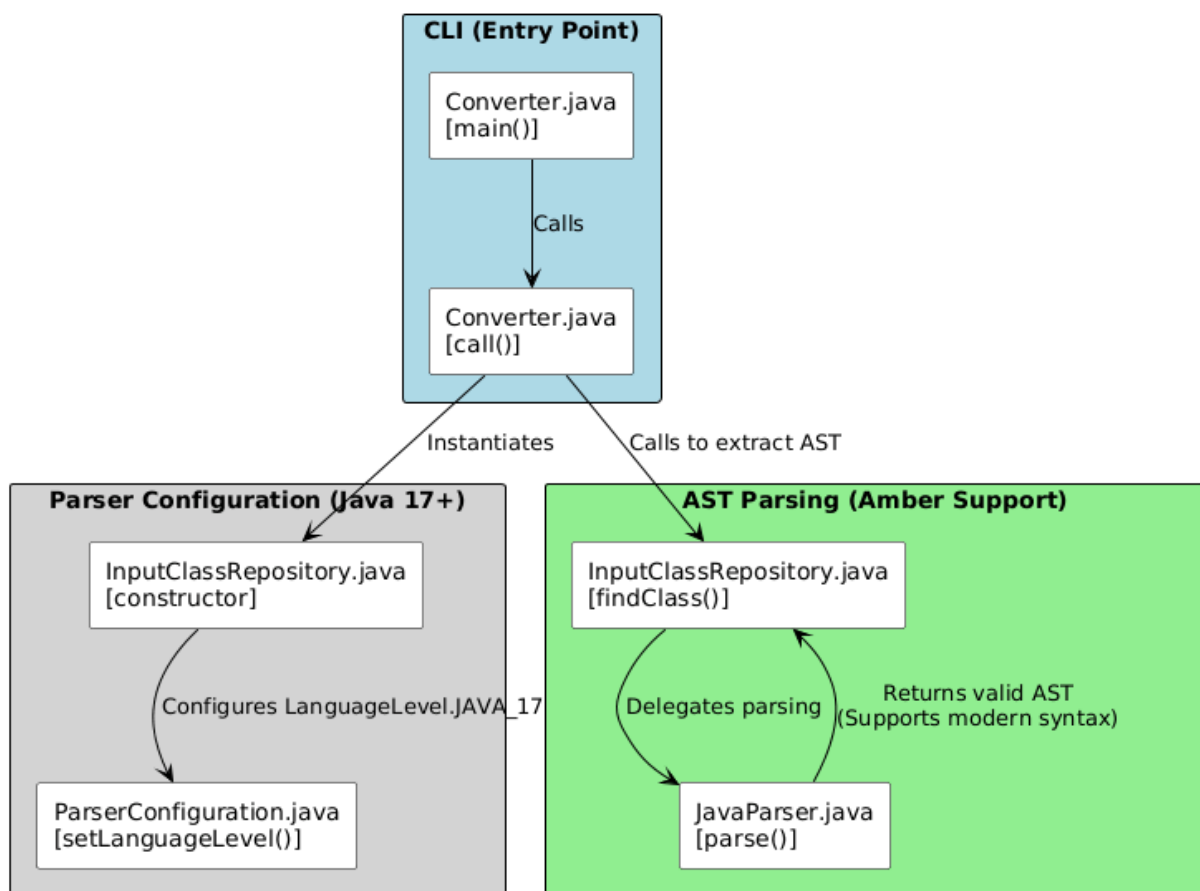 CLI (Entry Point)
Converter.java
[main()]
Calls
Converter.java
[call()]
Instantiates
Calls to extract AST
Parser Configuration (Java 17+)
InputClassRepository.java
[constructor]
Configures LanguageLevel.JAVA_17
ParserConfiguration.java
[setLanguageLevel()]
AST Parsing (Amber Support)
InputClassRepository.java
[findClass()]
Delegates parsing
Returns valid AST
(Supports modern syntax)
JavaParser.java
[parse()]